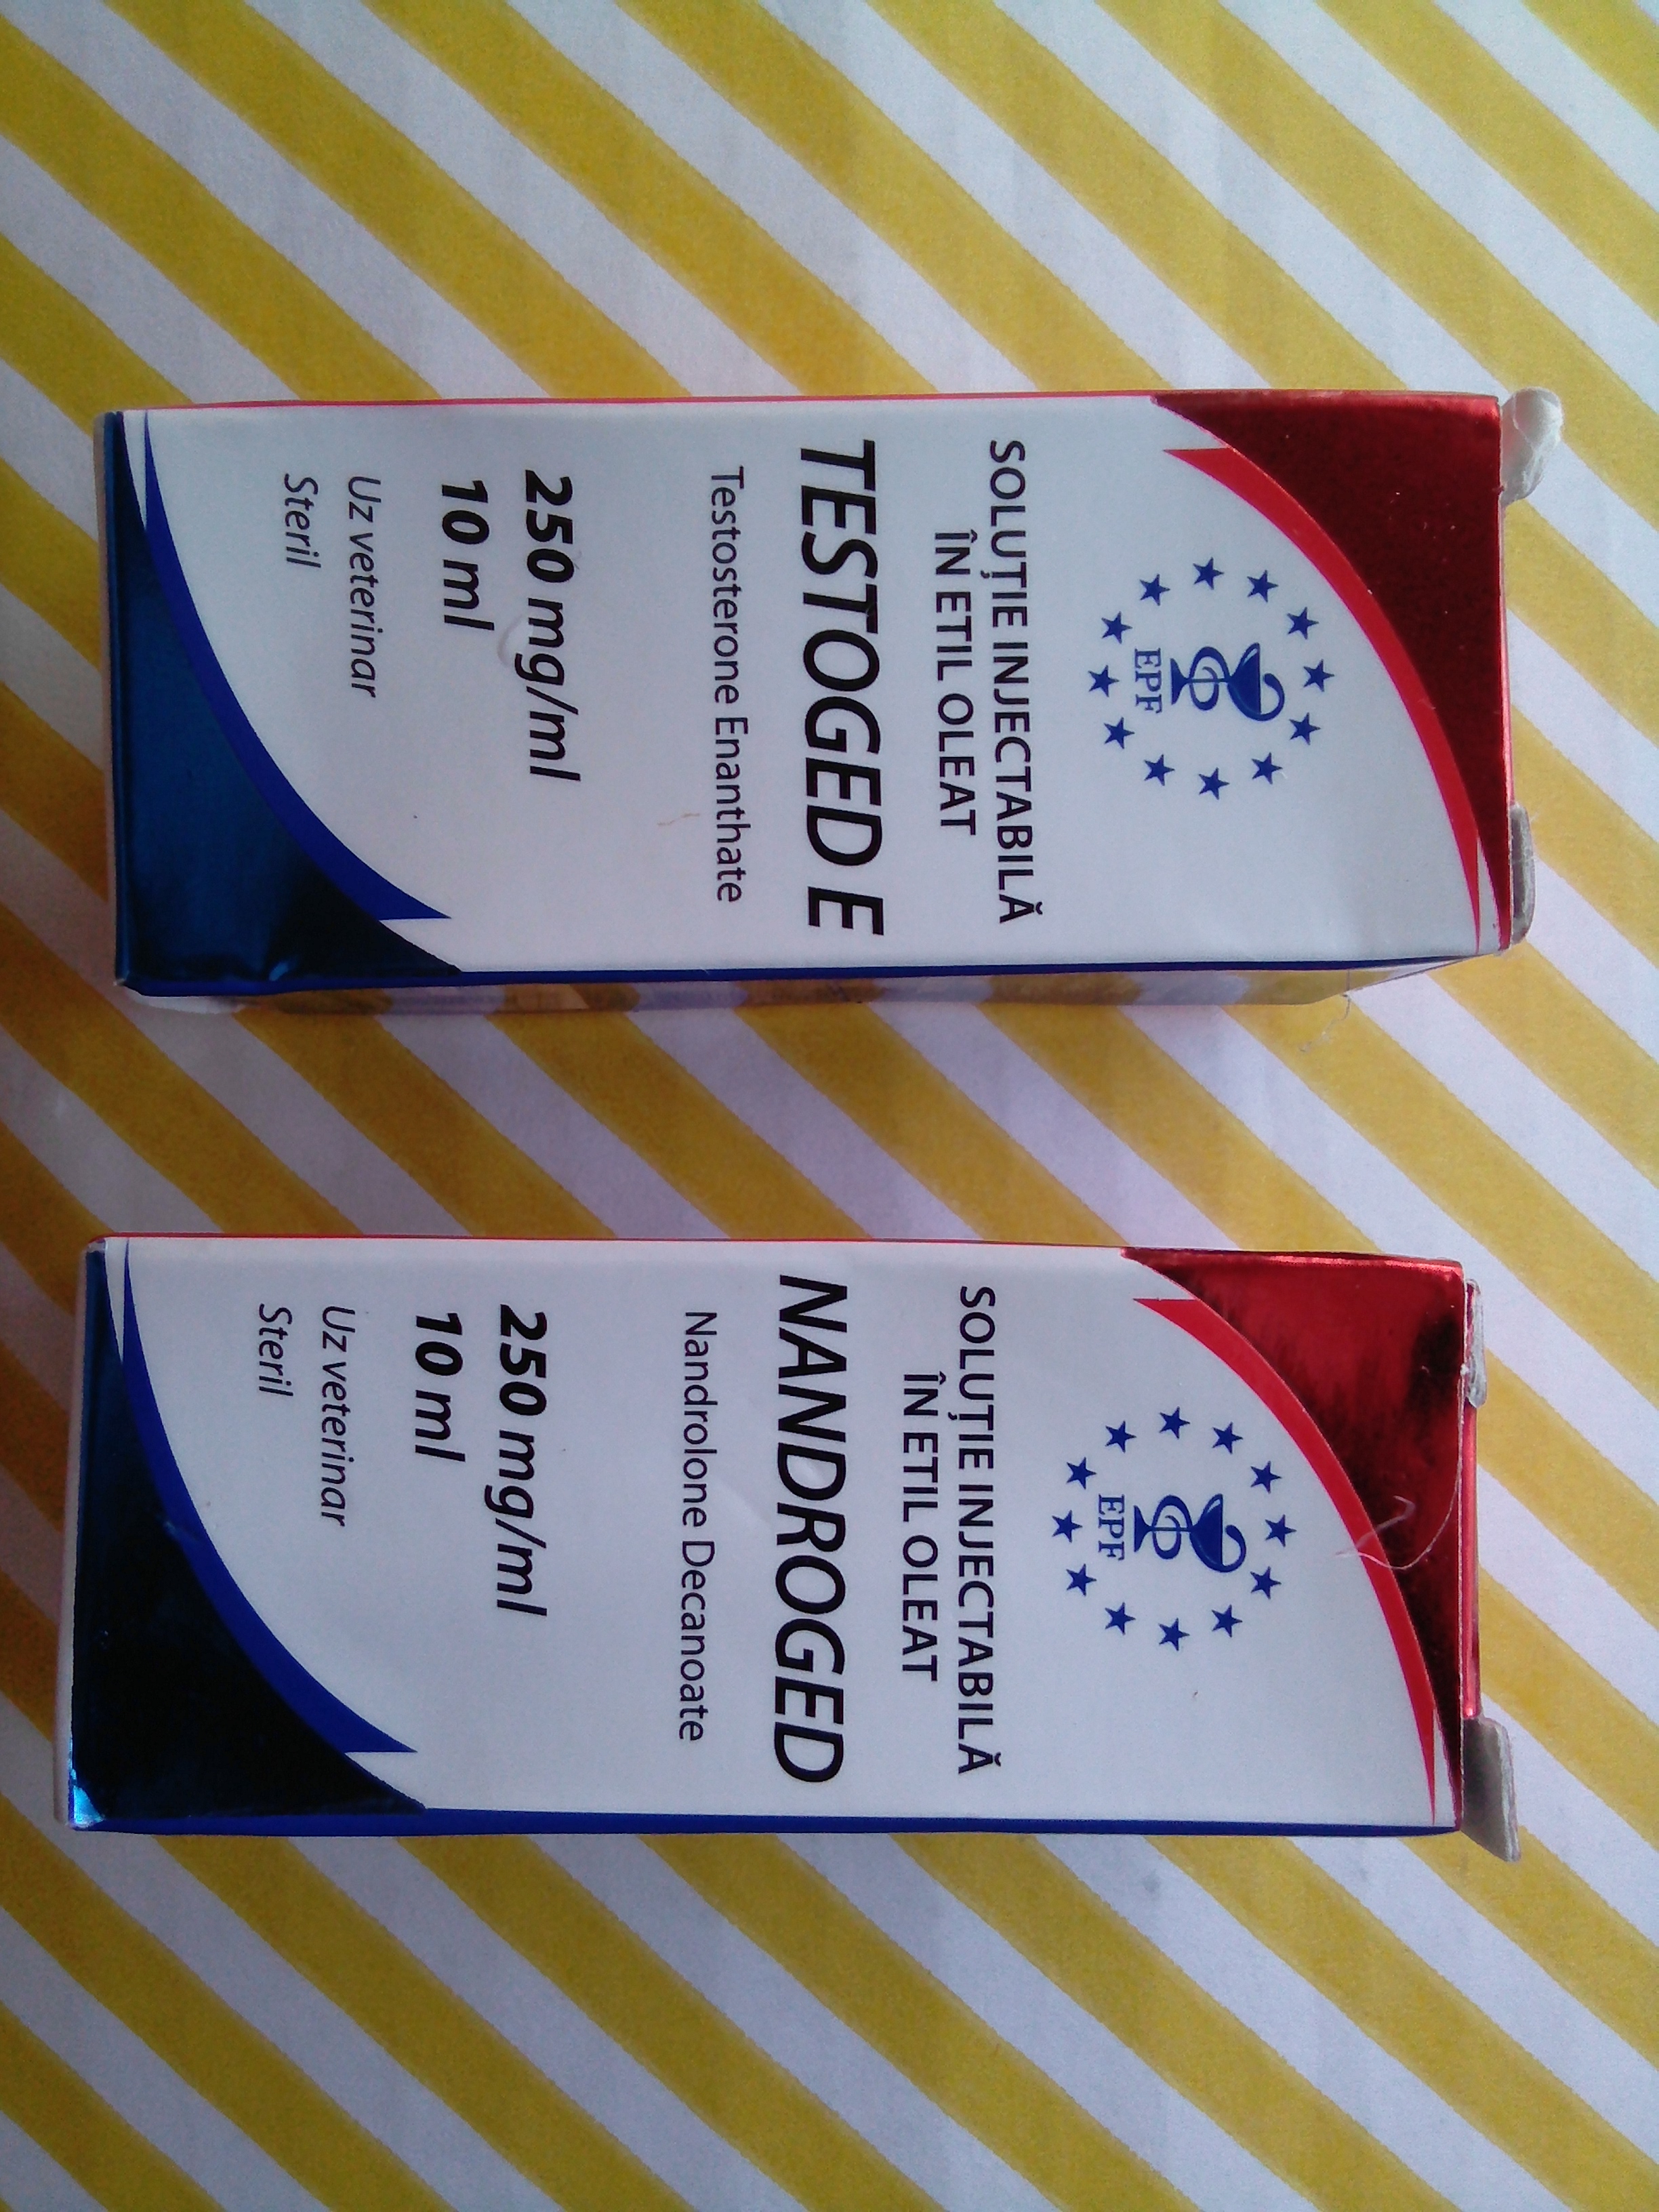 EPF
SOLUȚIE INJECTABILĂ
ÎN ETIL OLEAT
TESTOGED E
Testosterone Enanthate
250 mg/ml
10 ml
Uz veterinar
Steril
EPF
SOLUȚIE INJECTABILĂ
ÎN ETIL OLEAT
NANDROGED
Nandrolone Decanoate
250 mg/ml
10 ml
Uz veterinar
Steril